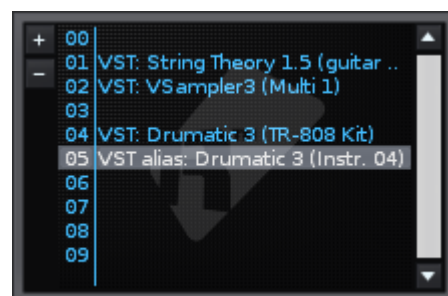 + 00
- 01 VST: String Theory 1.5 (guitar ..
02 VST: VSampler3 (Multi 1)
03
04 VST: Drumatic 3 (TR-808 Kit)
05 VST alias: Drumatic 3 (Instr. 04)
06
07
08
09